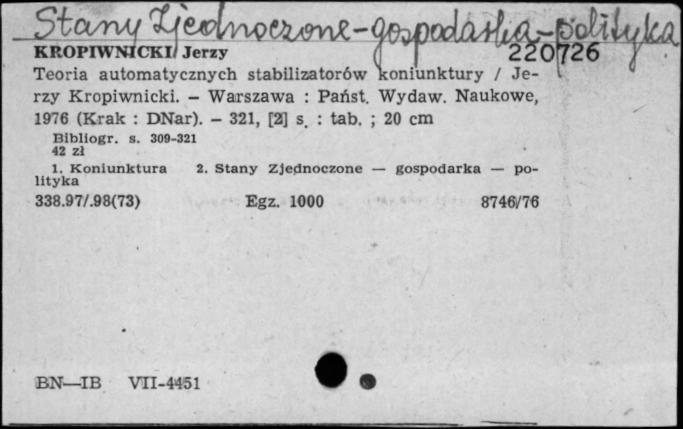 Stany Zjednoczone - gospodarka - polityka
KROPIWNICKI Jerzy 220726
Teoria automatycznych stabilizatorów koniunktury / Je-
rzy Kropiwnicki. – Warszawa : Państ. Wydaw. Naukowe,
1976 (Krak : DNar). – 321, [2] s. : tab. ; 20 cm
Bibliogr. s. 309-321
42 zł
1. Koniunktura 2. Stany Zjednoczone — gospodarka — po-
lityka
338.97/.98(73) Egz. 1000 8746/76
BN—IB VII-4451